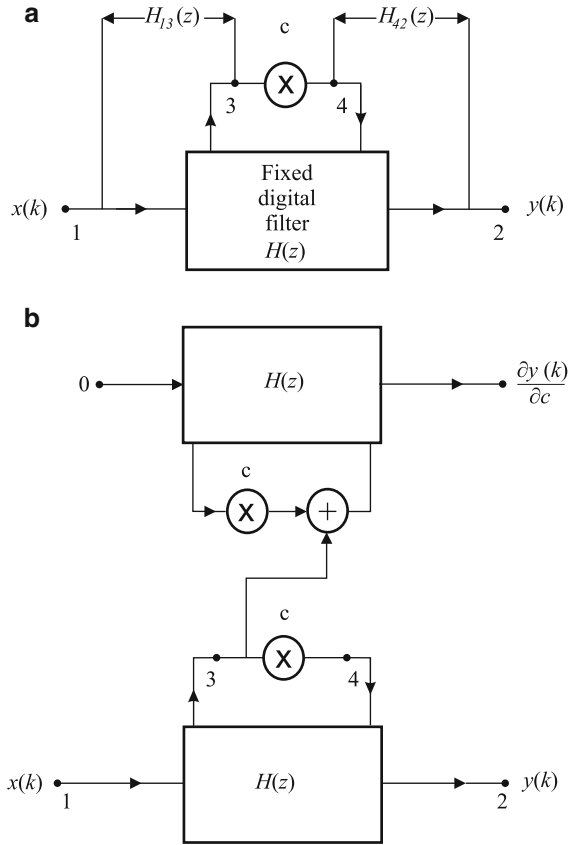 a
H13(z)
c
H42(z)
X
3
4
x(k)
1
Fixed
digital
filter
H(z)
y(k)
2
b
0
H(z)
∂y (k)
∂c
c
X
+
c
X
3
4
x(k)
1
H(z)
y(k)
2